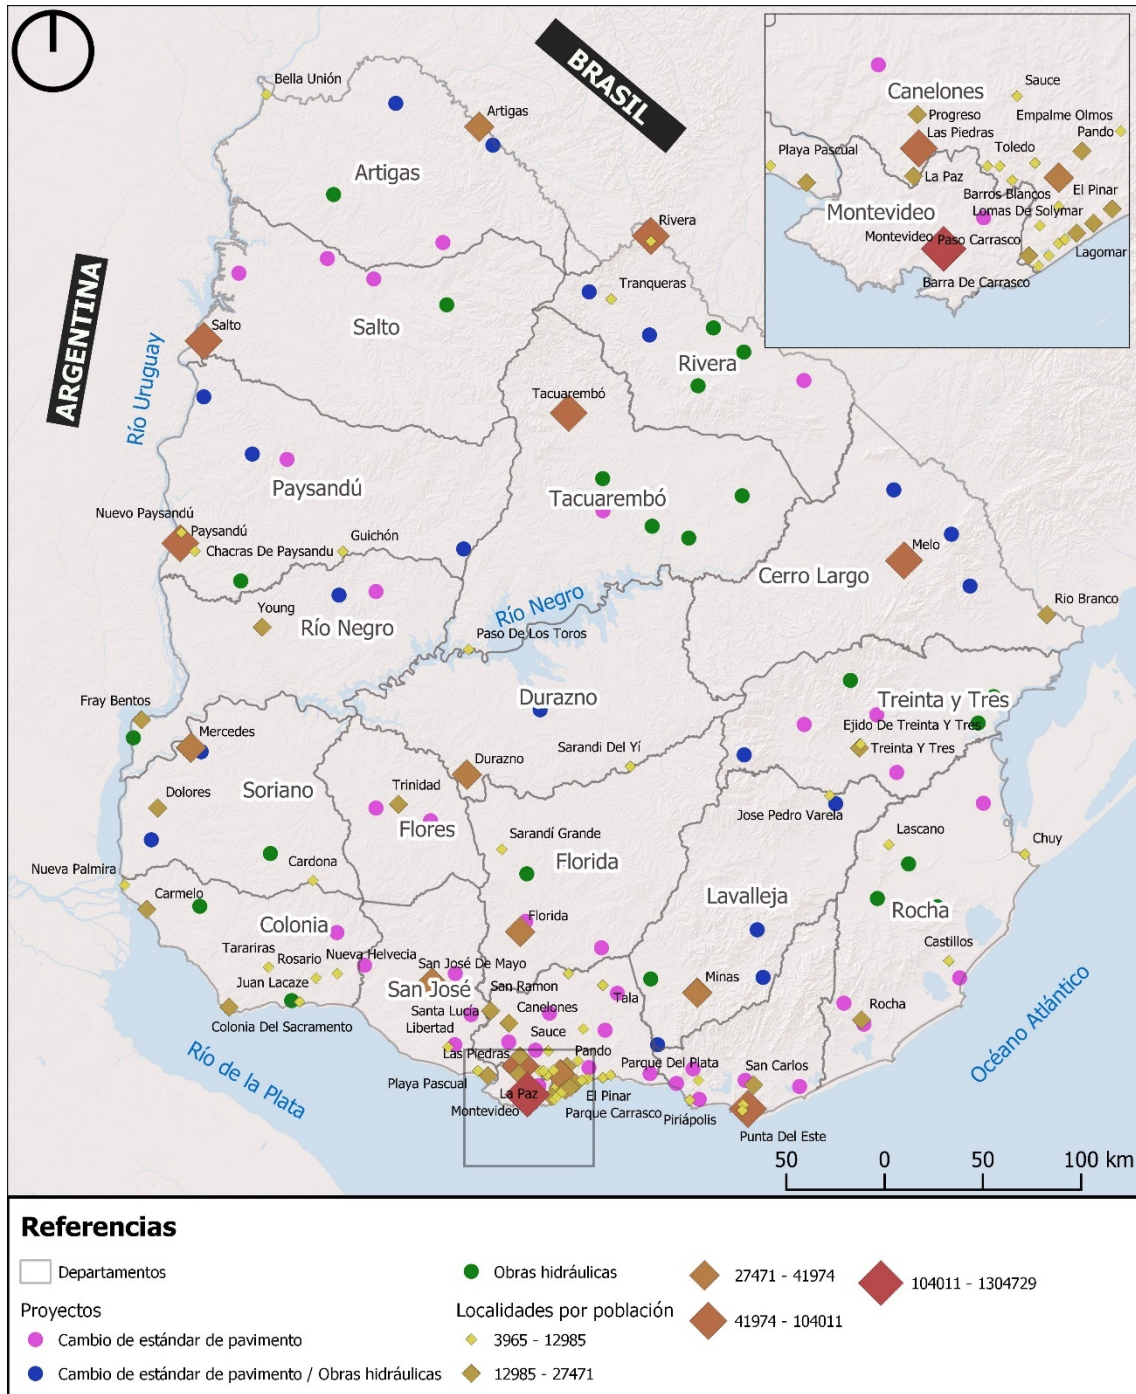 BRASIL
ARGENTINA
Bella Unión
Artigas
Artigas
Rivera
Tranqueras
Salto
Salto
Rivera
Río Uruguay
Tacuarembó
Paysandú
Tacuarembó
Nuevo Paysandú
Paysandú
Chacras De Paysandu
Guichón
Melo
Cerro Largo
Young
Río Negro
Río Negro
Paso De Los Toros
Rio Branco
Fray Bentos
Durazno
Treinta y Tres
Mercedes
Ejido De Treinta Y Tres
Treinta Y Tres
Sarandi Del Yí
Durazno
Soriano
Trinidad
Dolores
Flores
Jose Pedro Varela
Sarandí Grande
Florida
Lascano
Chuy
Nueva Palmira
Cardona
Carmelo
Lavalleja
Rocha
Colonia
Florida
Tarariras
Rosario
Nueva Helvecia
San José De Mayo
Castillos
Juan Lacaze
San José
San Ramon
Minas
Tala
Colonia Del Sacramento
Santa Lucia
Canelones
Rocha
Libertad
Sauce
Las Piedras
Pando
Parque Del Plata
San Carlos
Playa Pascual
La Paz
El Pinar
Montevideo
Parque Carrasco
Piriápolis
Punta Del Este
Río de la Plata
Océano Atlántico
Canelones
Sauce
Progreso
Empalme Olmos
Las Piedras
Pando
Toledo
Playa Pascual
La Paz
Barros Blancos
El Pinar
Montevideo
Lomas De Solymar
Montevideo
Paso Carrasco
Lagomar
Barra De Carrasco
50 0 50 100 km
Referencias
Departamentos
Proyectos
Cambio de estándar de pavimento
Cambio de estándar de pavimento / Obras hidráulicas
Obras hidráulicas
Localidades por población
3965 - 12985
12985 - 27471
27471 - 41974
41974 - 104011
104011 - 1304729